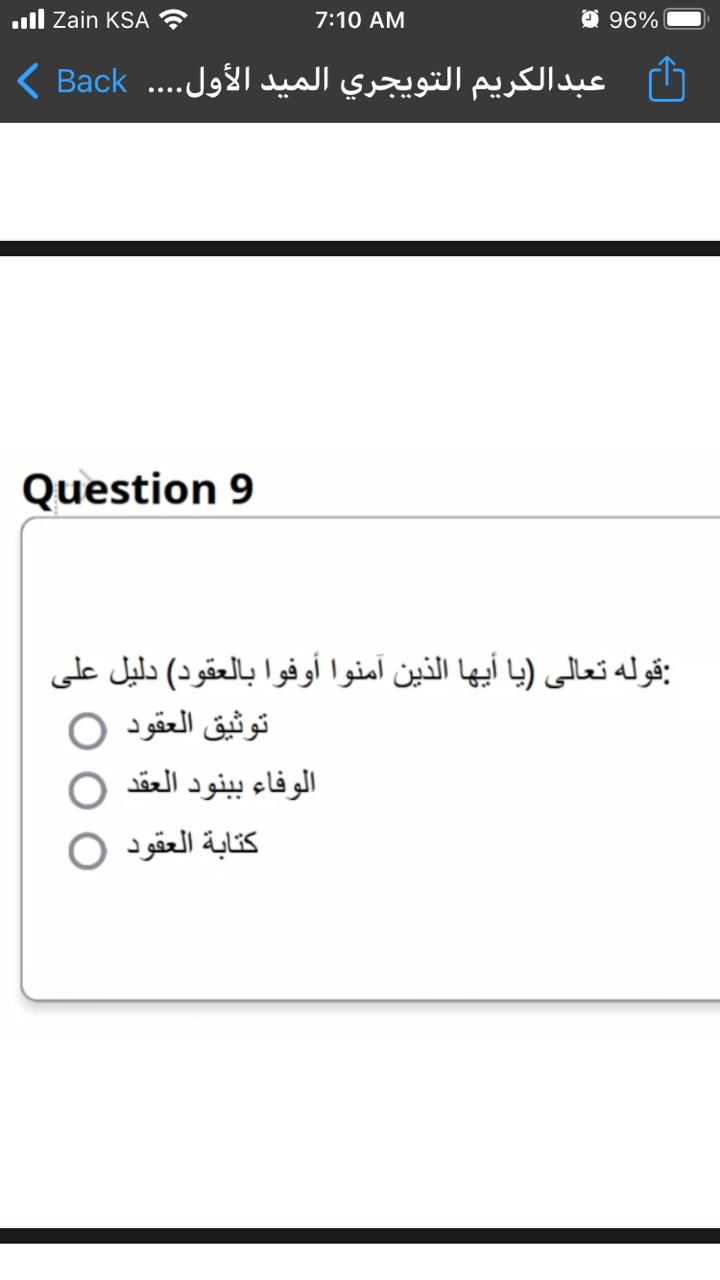 Zain KSA 7:10 AM 96%
Back عبدالكريم التويجري الميد الأول....
Question 9
قوله تعالى (يا أيها الذين آمنوا أوفوا بالعقود) دليل على:
توثيق العقود
الوفاء ببنود العقد
كتابة العقود